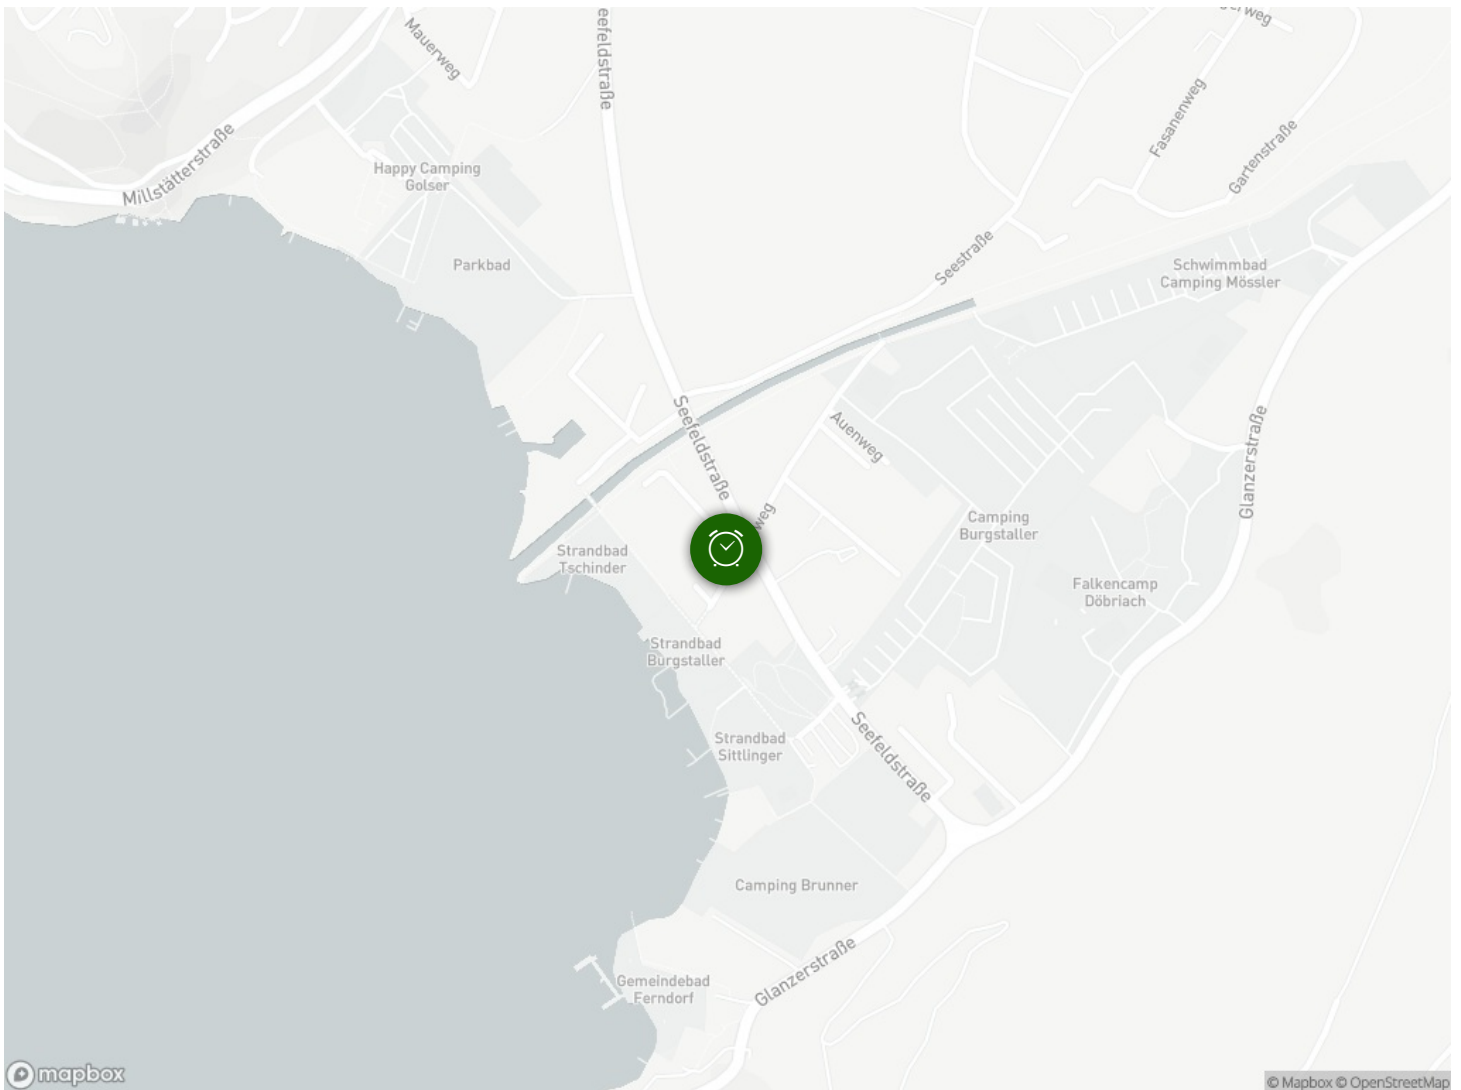 Mauerweg
eefeldstraße
Millstätterstraße
Happy Camping
Golser
Parkbad
Fasanenweg
Gartenstraße
Seestraße
Schwimmbad
Camping Mössler
Seefeldstraße
Auenweg
Glanzerstraße
weg
Camping
Burgstaller
Strandbad
Tschinder
Falkencamp
Döbriach
Strandbad
Burgstaller
Strandbad
Sittlinger
Seefeldstraße
Camping Brunner
Glanzerstraße
Gemeindebad
Ferndorf
mapbox
© Mapbox © OpenStreetMap